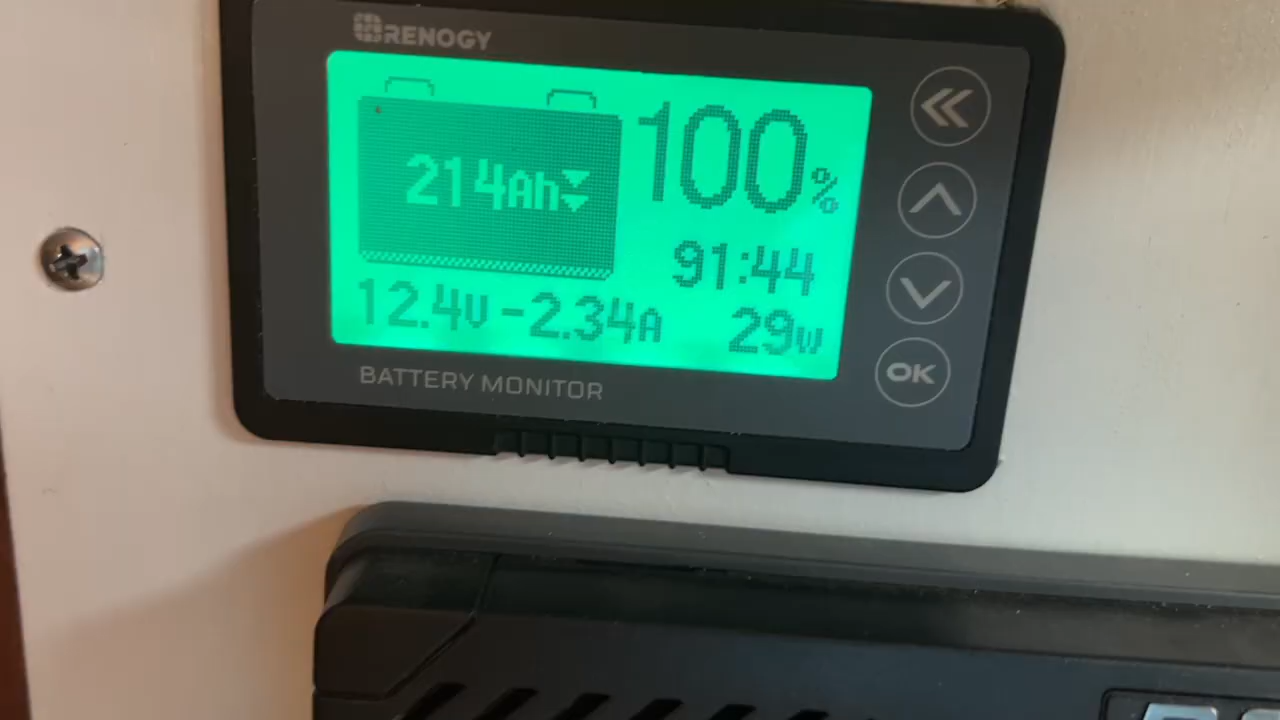 RENOGY
214Ah
100%
91:44
12.4V -2.34A 29W
BATTERY MONITOR
OK